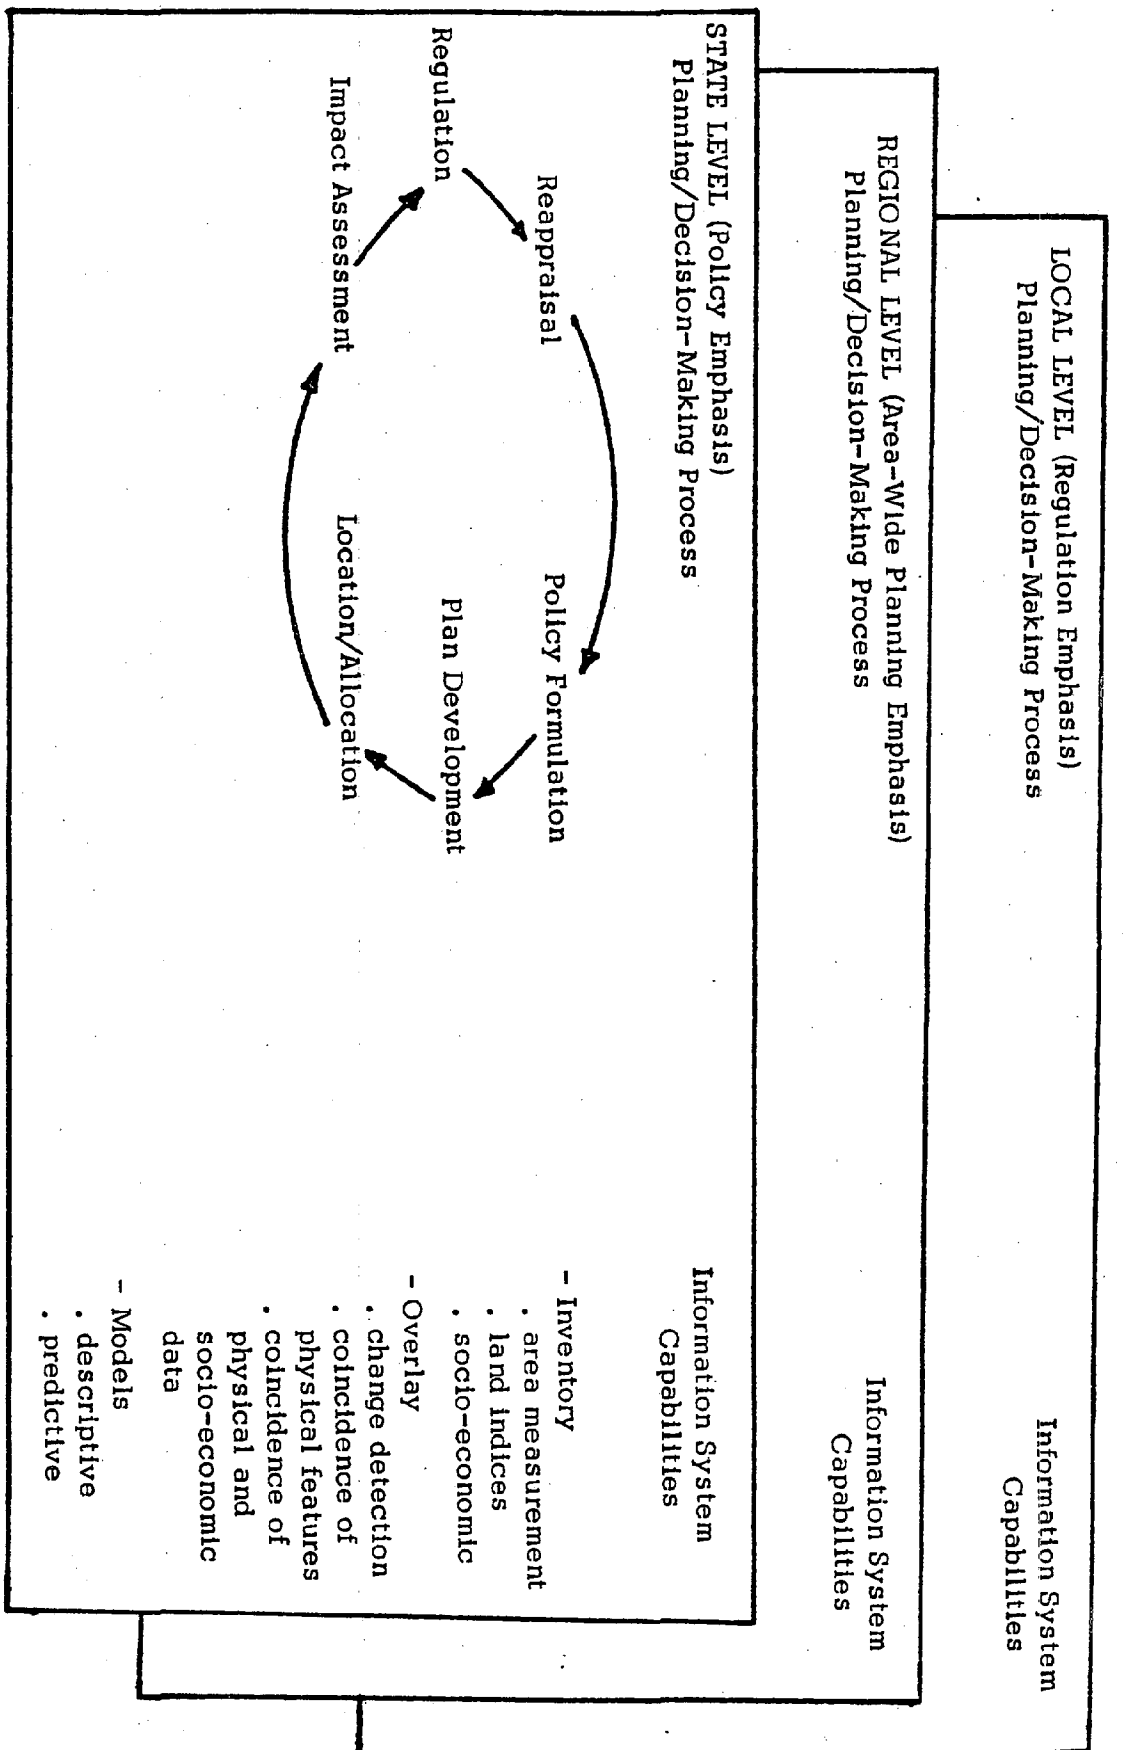 LOCAL LEVEL (Regulation Emphasis)
Planning/Decision-Making Process
Information System
Capabilities
REGIONAL LEVEL (Area-Wide Planning Emphasis)
Planning/Decision-Making Process
Information System
Capabilities
STATE LEVEL (Policy Emphasis)
Planning/Decision-Making Process
Information System
Capabilities
Reappraisal
Policy Formulation
Regulation
Plan Development
Impact Assessment
Location/Allocation
- Inventory
. area measurement
. land indices
. socio-economic
- Overlay
. change detection
. coincidence of
physical features
. coincidence of
physical and
socio-economic
data
- Models
. descriptive
. predictive